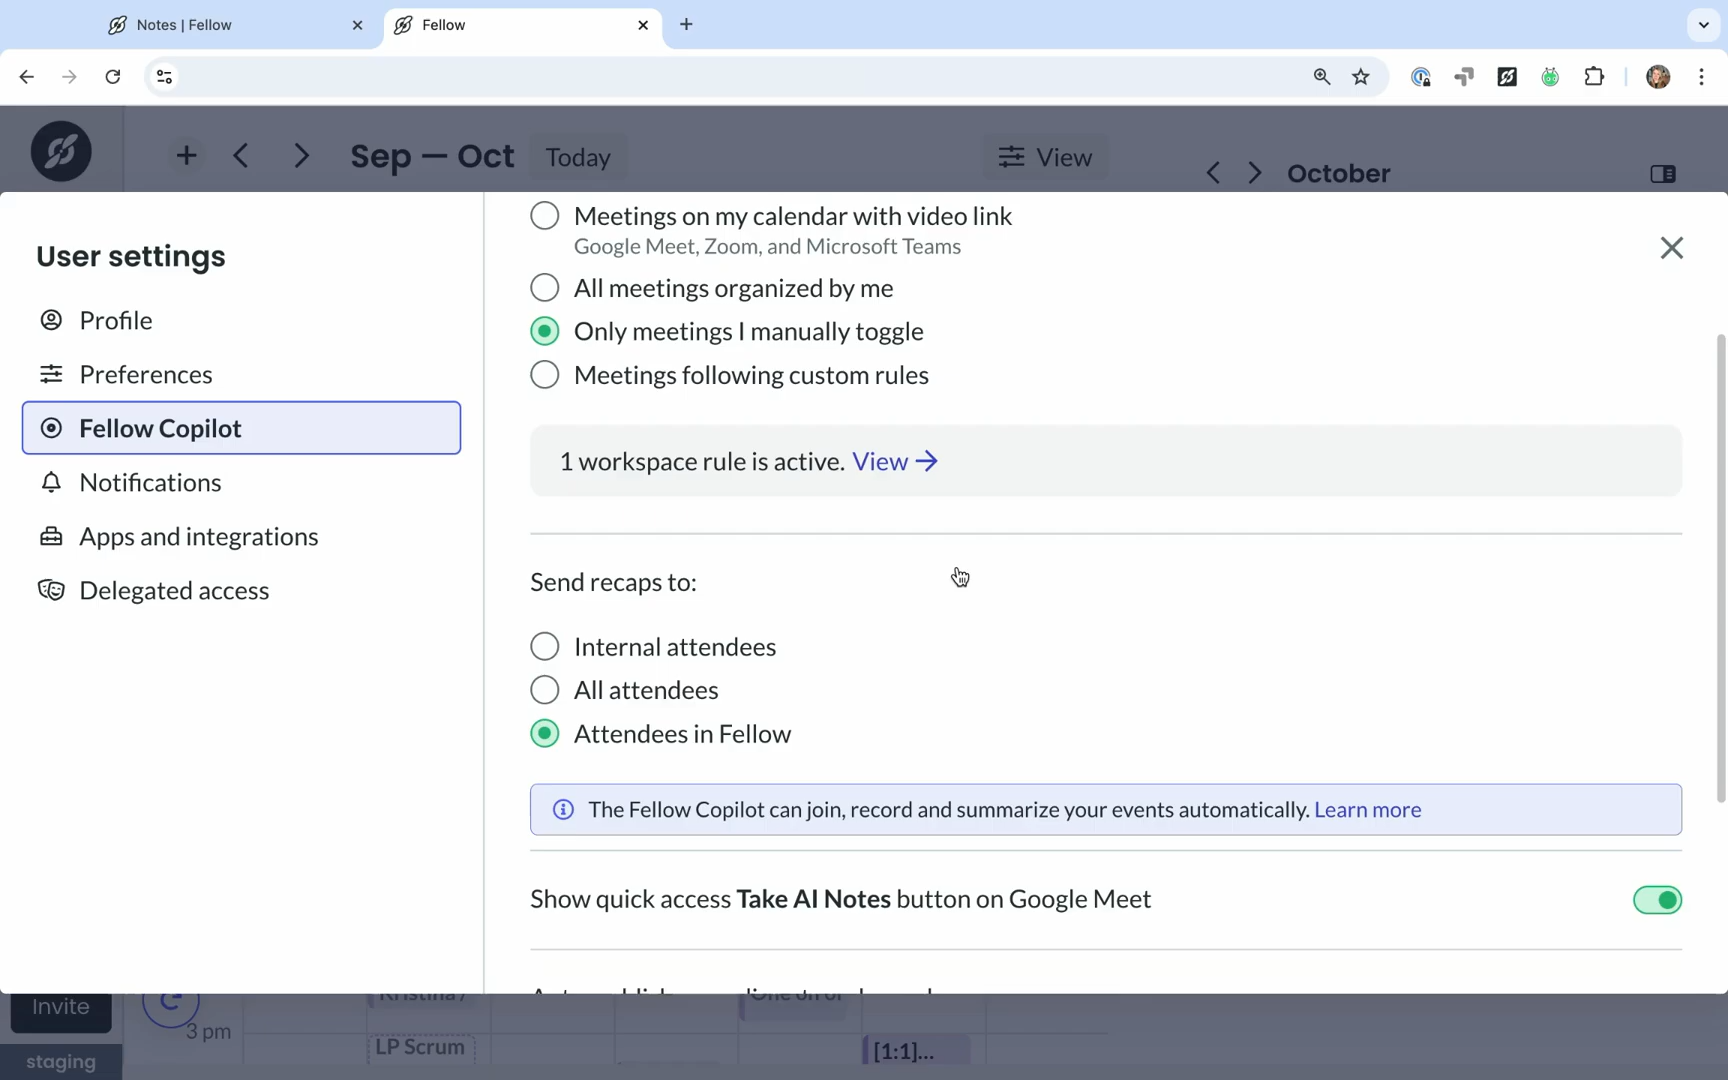 Notes | Fellow
Fellow
Sep — Oct
Today
View
October
User settings
Profile
Preferences
Fellow Copilot
Notifications
Apps and integrations
Delegated access
Meetings on my calendar with video link
Google Meet, Zoom, and Microsoft Teams
All meetings organized by me
Only meetings I manually toggle
Meetings following custom rules
1 workspace rule is active. View →
Send recaps to:
Internal attendees
All attendees
Attendees in Fellow
The Fellow Copilot can join, record and summarize your events automatically. Learn more
Show quick access Take AI Notes button on Google Meet
Invite
3 pm
LP Scrum
[1:1]...
staging